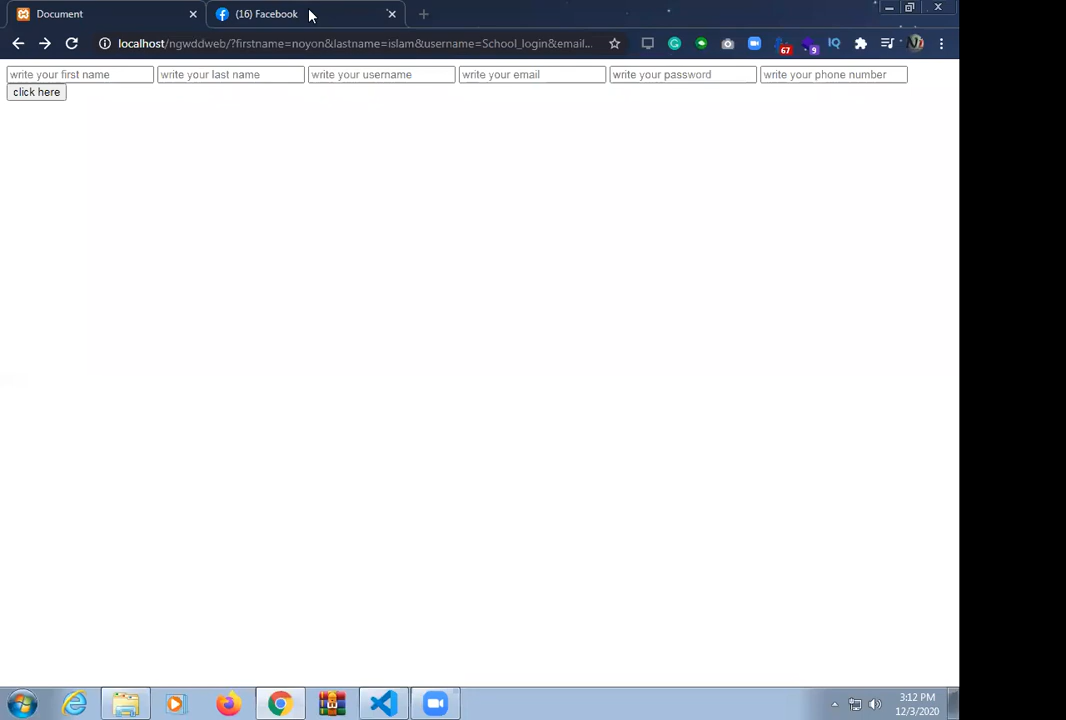 Document
(16) Facebook
localhost/ngwddweb/?firstname=noyon&lastname=islam&username=School_login&email...
67
9
IQ
write your first name
write your last name
write your username
write your email
write your password
write your phone number
click here
3:12 PM
12/3/2020